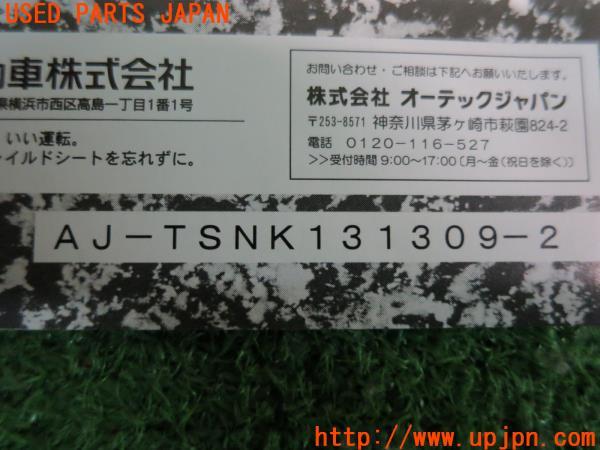 USED PARTS JAPAN
動車株式会社
県横浜市西区高島一丁目1番1号
いい運転。
ャイルドシートを忘れずに。
お問い合わせ・ご相談は下記へお願いいたします。
株式会社 オーテックジャパン
〒253-8571 神奈川県茅ヶ崎市萩園824-2
電話 0120-116-527
>>受付時間 9:00~17:00〔月~金(祝日を除く)〕
AJ-TSNK131309-2
http://www.upjpn.com/